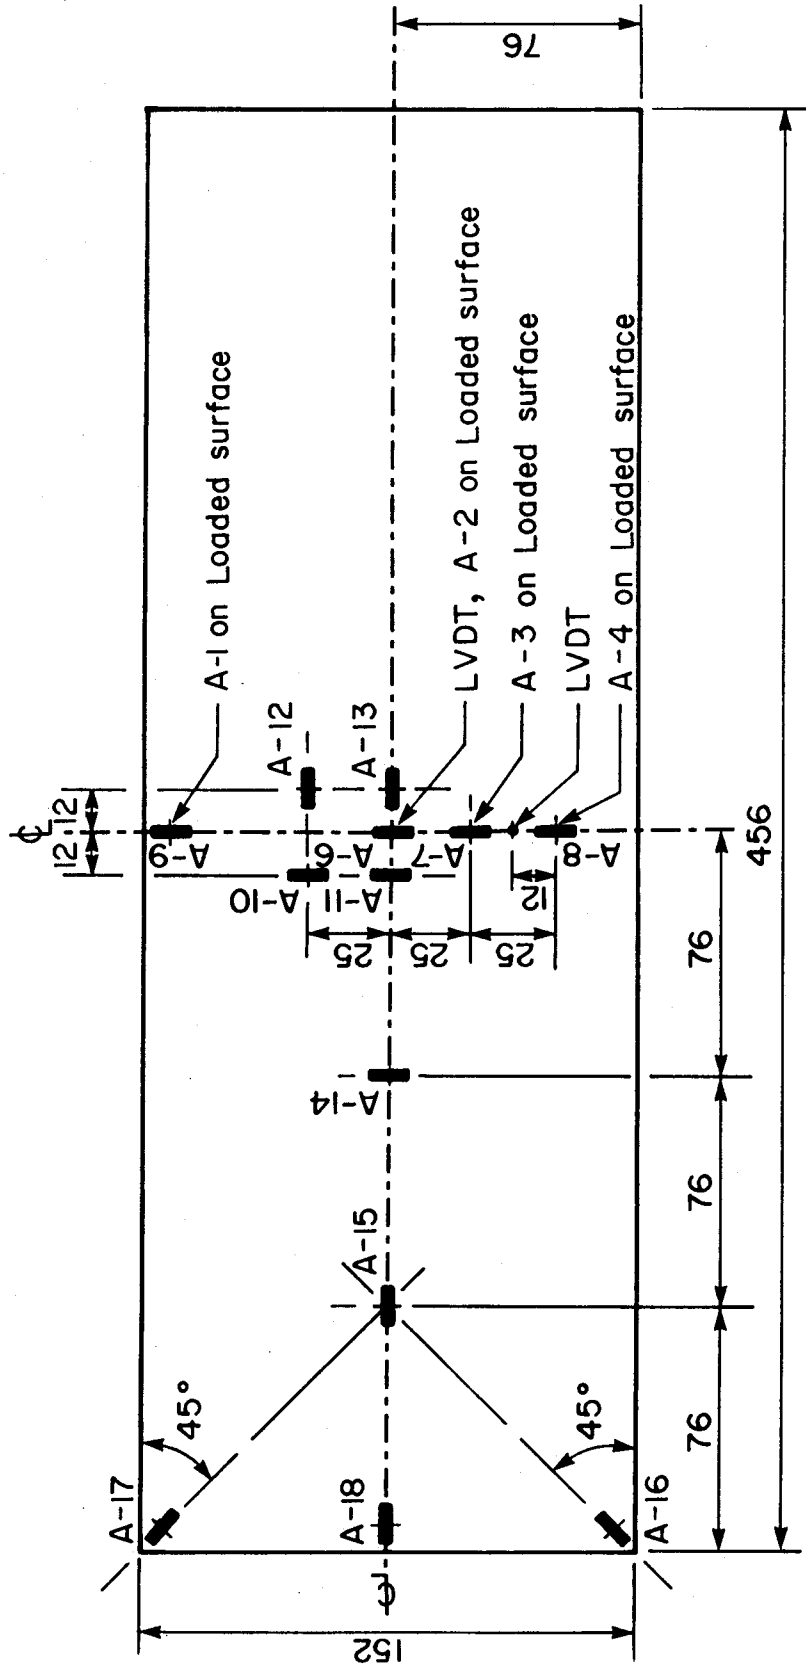 76
A-1 on Loaded surface
LVDT, A-2 on Loaded surface
A-3 on Loaded surface
LVDT
A-4 on Loaded surface
A-12
A-13
℄
12
12
A-9
A-6
A-7
A-8
A-10
A-11
25
25
25
12
456
76
A-14
76
A-15
45°
45°
76
A-17
A-18
A-16
℄
152